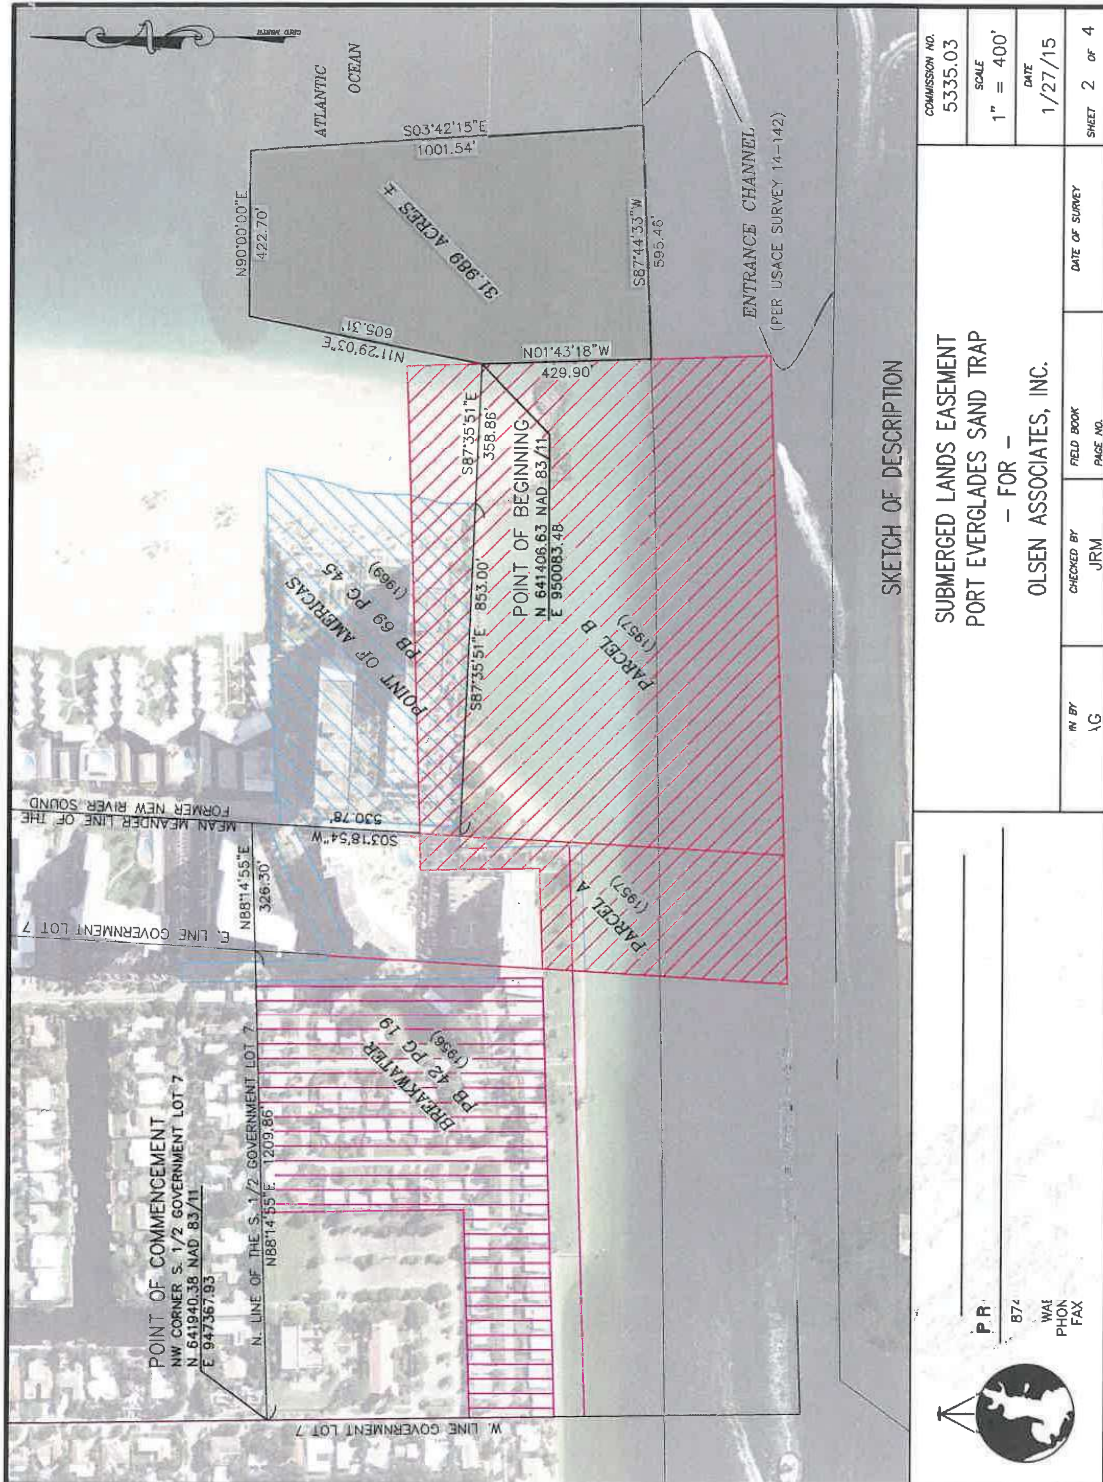 GRID NORTH
ATLANTIC
OCEAN
N90°00'00"E
422.70'
S03°42'15"E
1001.54'
31.989 ACRES ±
N11°29'03"E
605.31'
S87°44'33"W
595.46'
N01°43'18"W
429.90'
ENTRANCE CHANNEL
(PER USACE SURVEY 14-142)
S87°35'51"E
358.86'
POINT OF BEGINNING
N 641406.63 NAD 83/11
E 950083.48
S87°35'51"E 853.00'
POINT OF AMERICAS
PB 69 PG 45
(1969)
PARCEL B
(1957)
PARCEL A
(1957)
MEAN MEANDER LINE OF THE
FORMER NEW RIVER SOUND
S03°18'54"W
530.78'
N88°14'55"E
326.30'
E. LINE GOVERNMENT LOT 7
BREAKWATER
PB 42 PG 19
(1956)
POINT OF COMMENCEMENT
NW CORNER S. 1/2 GOVERNMENT LOT 7
N 641940.38 NAD 83/11
E 947367.93
N. LINE OF THE S. 1/2 GOVERNMENT LOT 7
N88°14'55"E 1209.86'
W. LINE GOVERNMENT LOT 7
SKETCH OF DESCRIPTION
SUBMERGED LANDS EASEMENT
PORT EVERGLADES SAND TRAP
- FOR -
OLSEN ASSOCIATES, INC.
COMMISSION NO.
5335.03
SCALE
1" = 400'
DATE
1/27/15
SHEET 2 OF 4
IN BY
CHECKED BY
JRM
FIELD BOOK
PAGE NO.
DATE OF SURVEY
PR
874
WAE
PHON
FAX